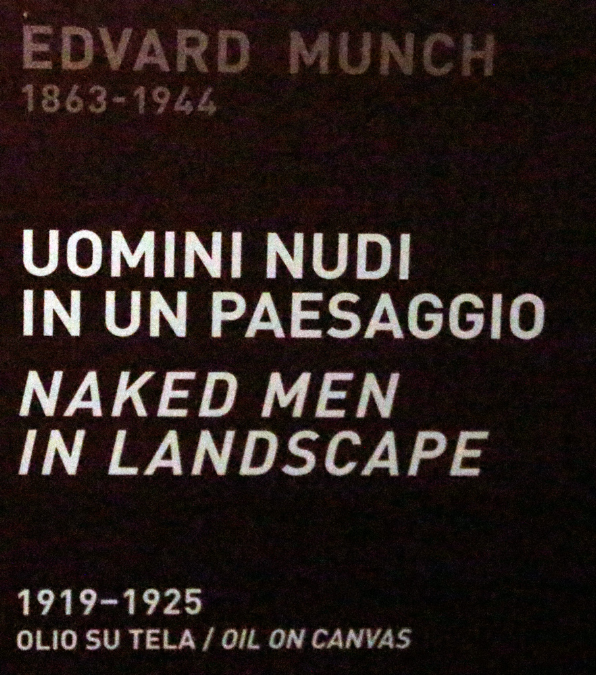 EDVARD MUNCH
1863-1944
UOMINI NUDI
IN UN PAESAGGIO
NAKED MEN
IN LANDSCAPE
1919-1925
OLIO SU TELA / OIL ON CANVAS